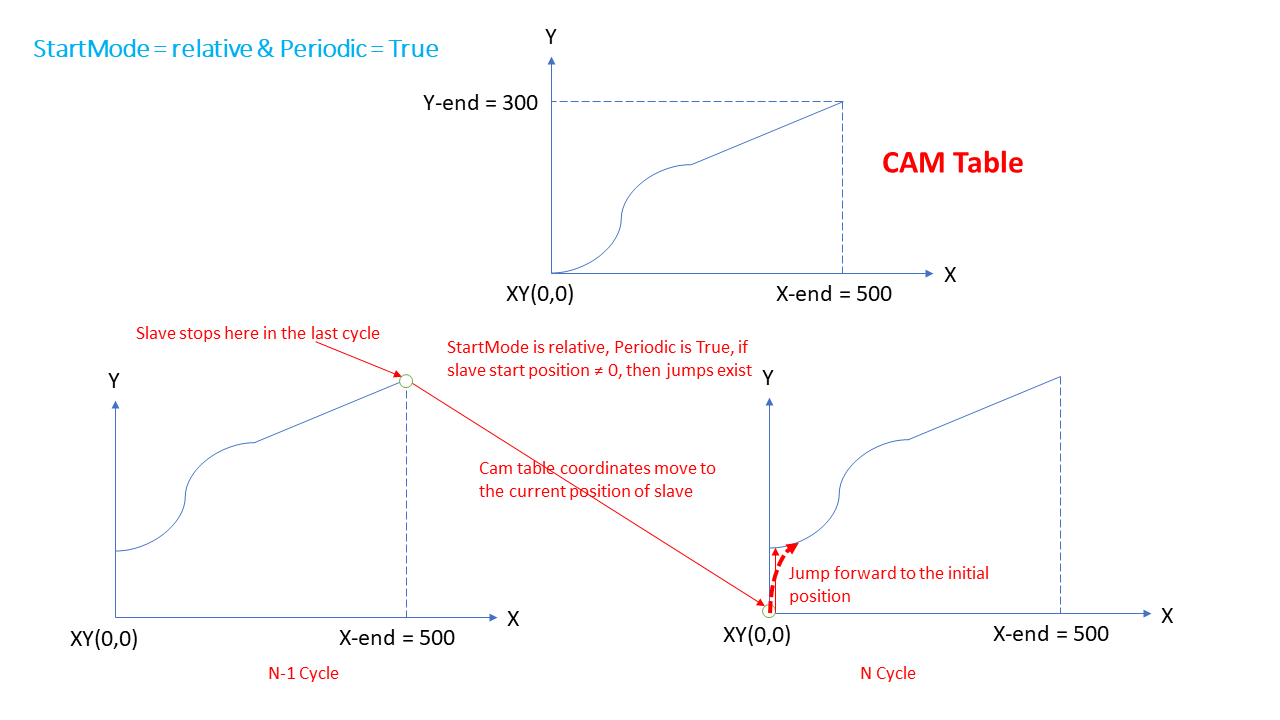 StartMode = relative & Periodic = True
Y
Y-end = 300
CAM Table
X
XY(0,0)
X-end = 500
Slave stops here in the last cycle
StartMode is relative, Periodic is True, if
slave start position ≠ 0, then jumps exist
Y
Y
Cam table coordinates move to
the current position of slave
Jump forward to the initial
position
X
X
XY(0,0)
X-end = 500
XY(0,0)
X-end = 500
N-1 Cycle
N Cycle